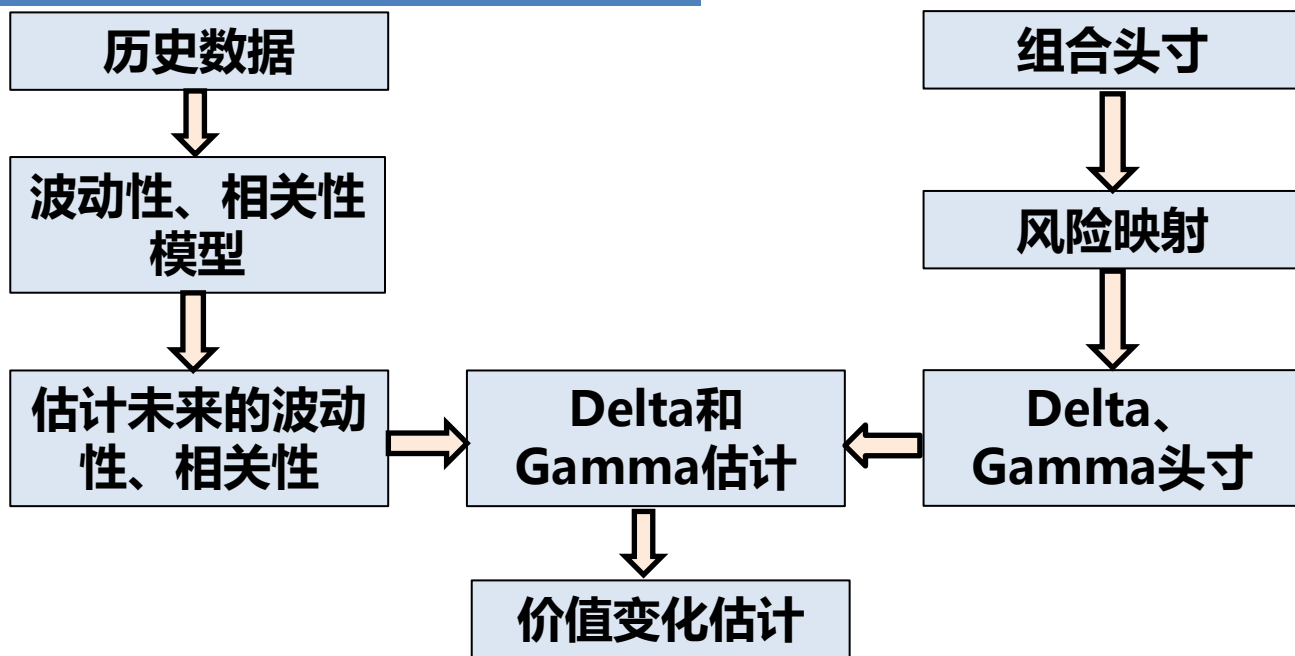 历史数据
组合头寸
波动性、相关性
模型
风险映射
估计未来的波动
性、相关性
Delta和
Gamma估计
Delta、
Gamma头寸
价值变化估计